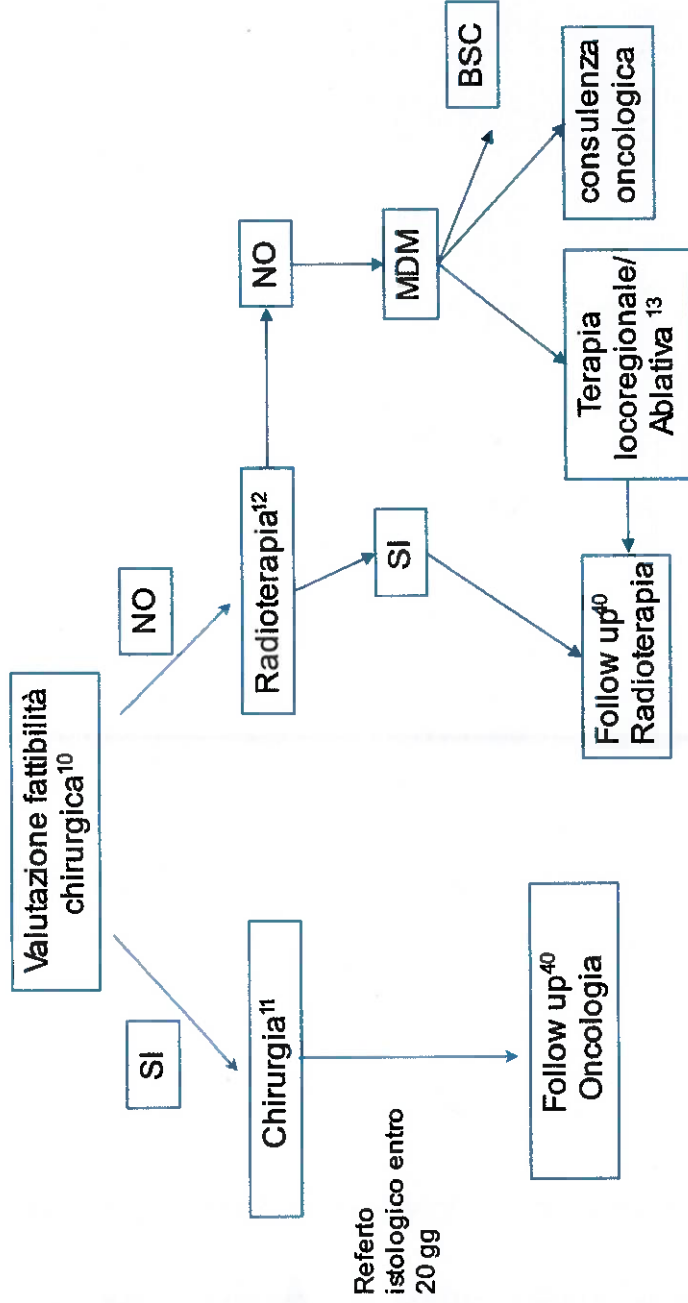 Valutazione fattibilità
chirurgica10
SI
NO
Chirurgia11
Radioterapia12
NO
Referto
istologico entro
20 gg
SI
MDM
BSC
Follow up40
Oncologia
Follow up40
Radioterapia
Terapia
locoregionale/
Ablativa 13
consulenza
oncologica